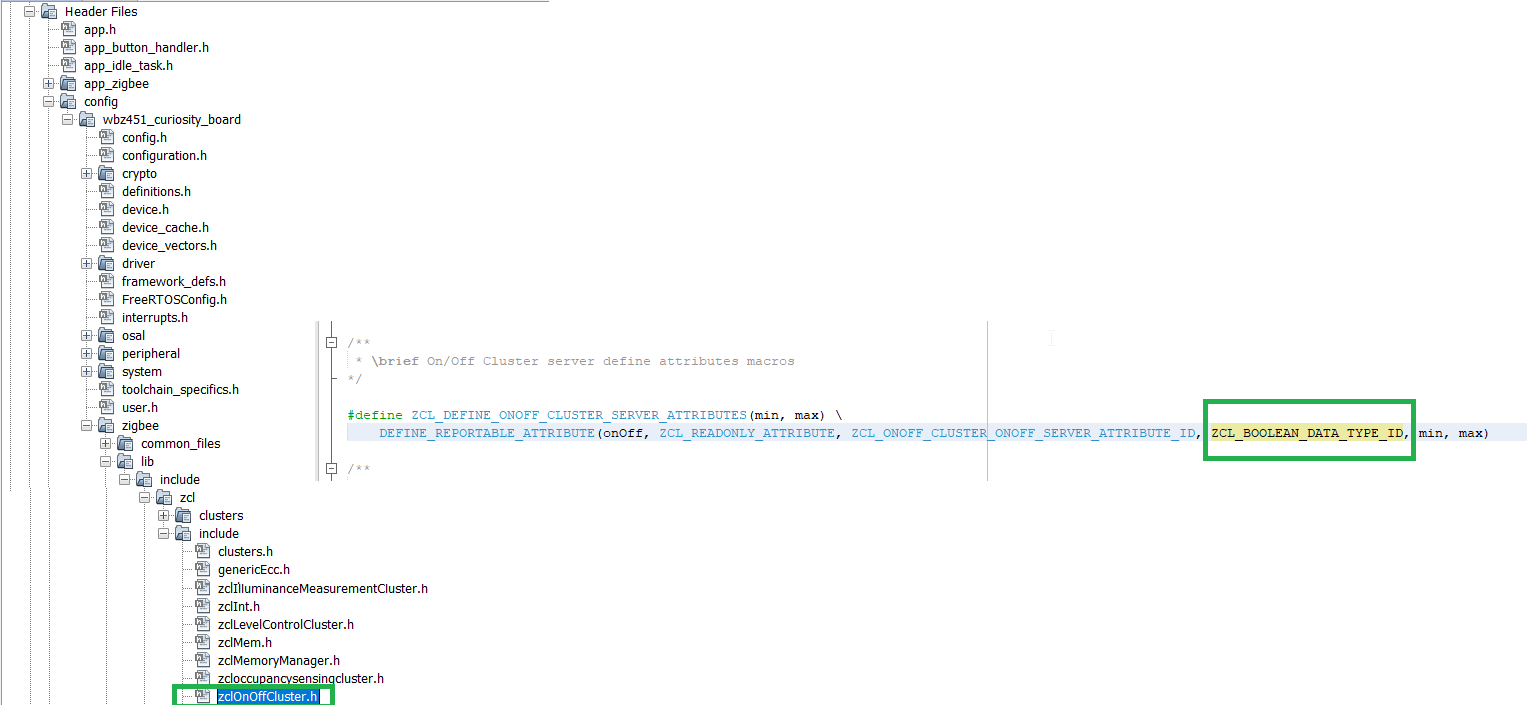 Header Files
app.h
app_button_handler.h
app_idle_task.h
app_zigbee
config
wbz451_curiosity_board
config.h
configuration.h
crypto
definitions.h
device.h
device_cache.h
device_vectors.h
driver
framework_defs.h
FreeRTOSConfig.h
interrupts.h
osal
peripheral
system
toolchain_specifics.h
user.h
zigbee
common_files
lib
include
zcl
clusters
include
clusters.h
genericEcc.h
zclIlluminanceMeasurementCluster.h
zclInt.h
zclLevelControlCluster.h
zclMem.h
zclMemoryManager.h
zcloccupancysensingcluster.h
zclOnOffCluster.h
/**
* \brief On/Off Cluster server define attributes macros
*/
#define ZCL_DEFINE_ONOFF_CLUSTER_SERVER_ATTRIBUTES(min, max) \
DEFINE_REPORTABLE_ATTRIBUTE(onOff, ZCL_READONLY_ATTRIBUTE, ZCL_ONOFF_CLUSTER_ONOFF_SERVER_ATTRIBUTE_ID, ZCL_BOOLEAN_DATA_TYPE_ID, min, max)
/**